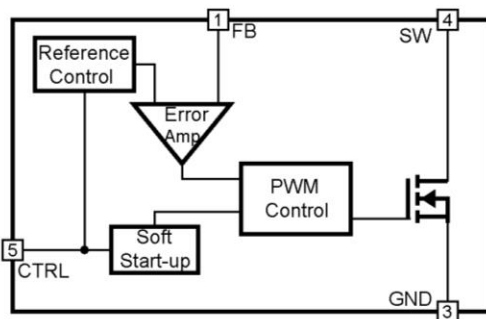 1
FB
4
SW
Reference
Control
Error
Amp
PWM
Control
5
CTRL
Soft
Start-up
GND
3